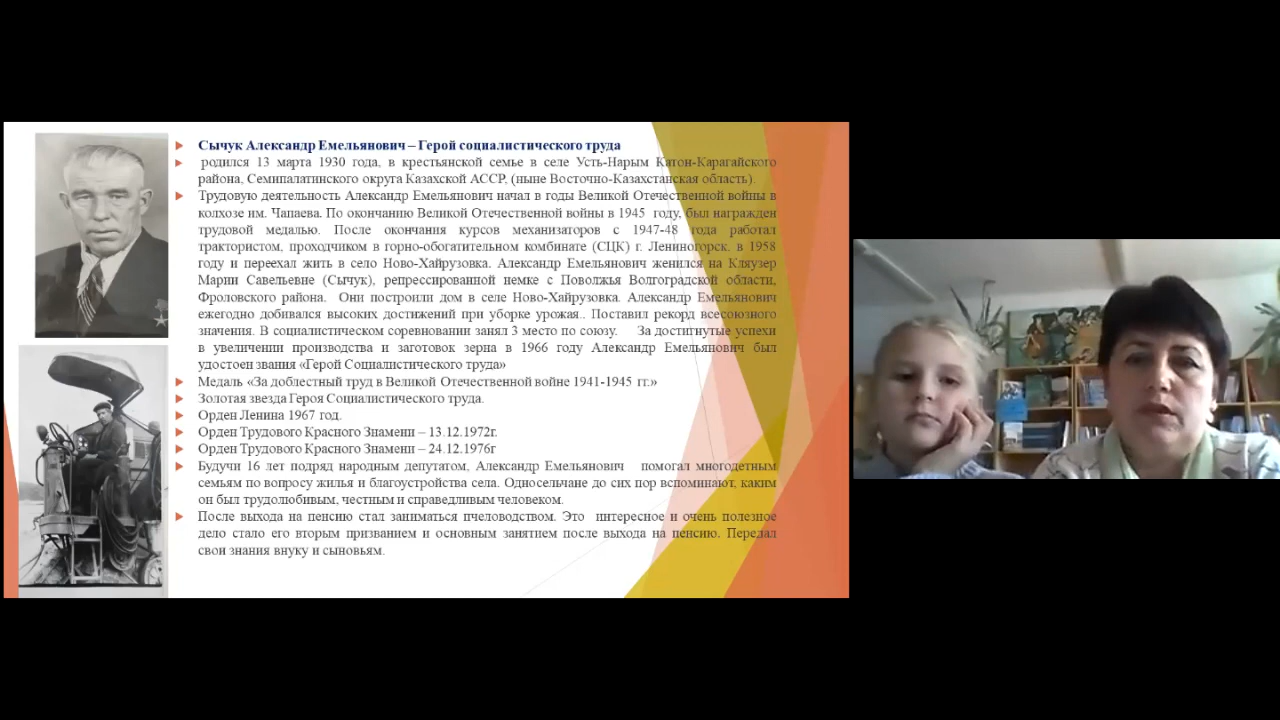 Сычук Александр Емельянович – Герой социалистического труда
родился 13 марта 1930 года, в крестьянской семье в селе Усть-Нарым Катон-Карагайского
района, Семипалатинского округа Казахской АССР, (ныне Восточно-Казахстанская область).
Трудовую деятельность Александр Емельянович начал в годы Великой Отечественной войны в
колхозе им. Чапаева. По окончанию Великой Отечественной войны в 1945 году, был награжден
трудовой медалью. После окончания курсов механизаторов с 1947-48 года работал
трактористом, проходчиком в горно-обогатительном комбинате (СЦК) г. Лениногорск. в 1958
году и переехал жить в село Ново-Хайрузовка. Александр Емельянович женился на Кляузер
Марии Савельевне (Сычук), репрессированной немке с Поволжья Волгоградской области,
Фроловского района. Они построили дом в селе Ново-Хайрузовка. Александр Емельянович
ежегодно добивался высоких достижений при уборке урожая.. Поставил рекорд всесоюзного
значения. В социалистическом соревновании занял 3 место по союзу. За достигнутые успехи
в увеличении производства и заготовок зерна в 1966 году Александр Емельянович был
удостоен звания «Герой Социалистического труда»
Медаль «За доблестный труд в Великой Отечественной войне 1941-1945 гг.»
Золотая звезда Героя Социалистического труда.
Орден Ленина 1967 год.
Орден Трудового Красного Знамени – 13.12.1972г.
Орден Трудового Красного Знамени – 24.12.1976г
Будучи 16 лет подряд народным депутатом, Александр Емельянович помогал многодетным
семьям по вопросу жилья и благоустройства села. Односельчане до сих пор вспоминают, каким
он был трудолюбивым, честным и справедливым человеком.
После выхода на пенсию стал заниматься пчеловодством. Это интересное и очень полезное
дело стало его вторым призванием и основным занятием после выхода на пенсию. Передал
свои знания внуку и сыновьям.